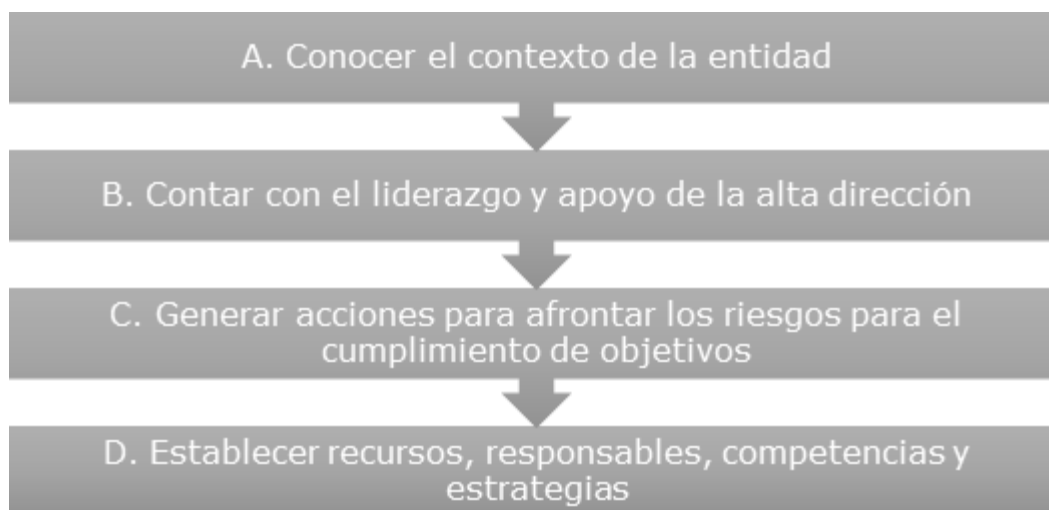 A. Conocer el contexto de la entidad
B. Contar con el liderazgo y apoyo de la alta dirección
C. Generar acciones para afrontar los riesgos para el
cumplimiento de objetivos
D. Establecer recursos, responsables, competencias y
estrategias